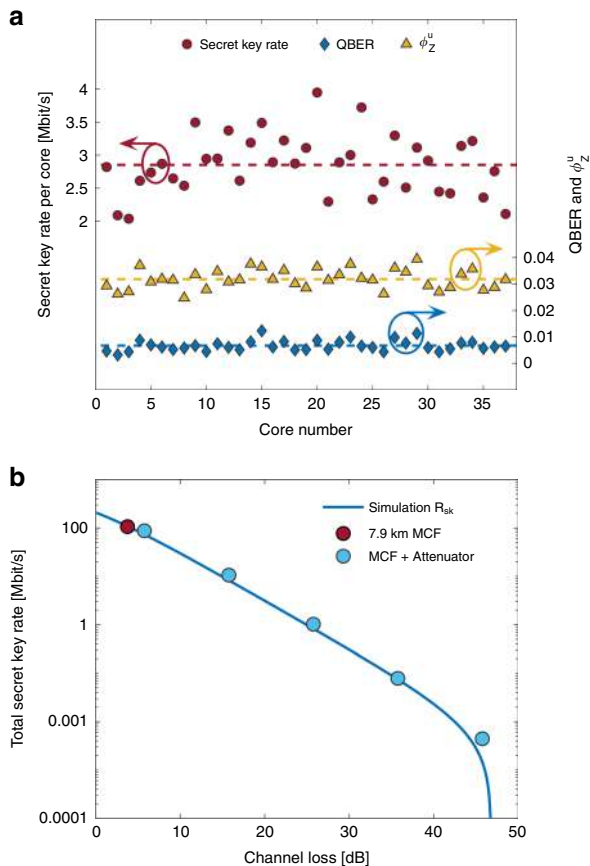 a
Secret key rate QBER ϕ_Z^u
Secret key rate per core [Mbit/s]
4
3.5
3
2.5
2
QBER and ϕ_Z^u
0.04
0.03
0.02
0.01
0
0 5 10 15 20 25 30 35
Core number
b
Simulation R_sk
7.9 km MCF
MCF + Attenuator
Total secret key rate [Mbit/s]
100
1
0.001
0.0001
0 10 20 30 40 50
Channel loss [dB]